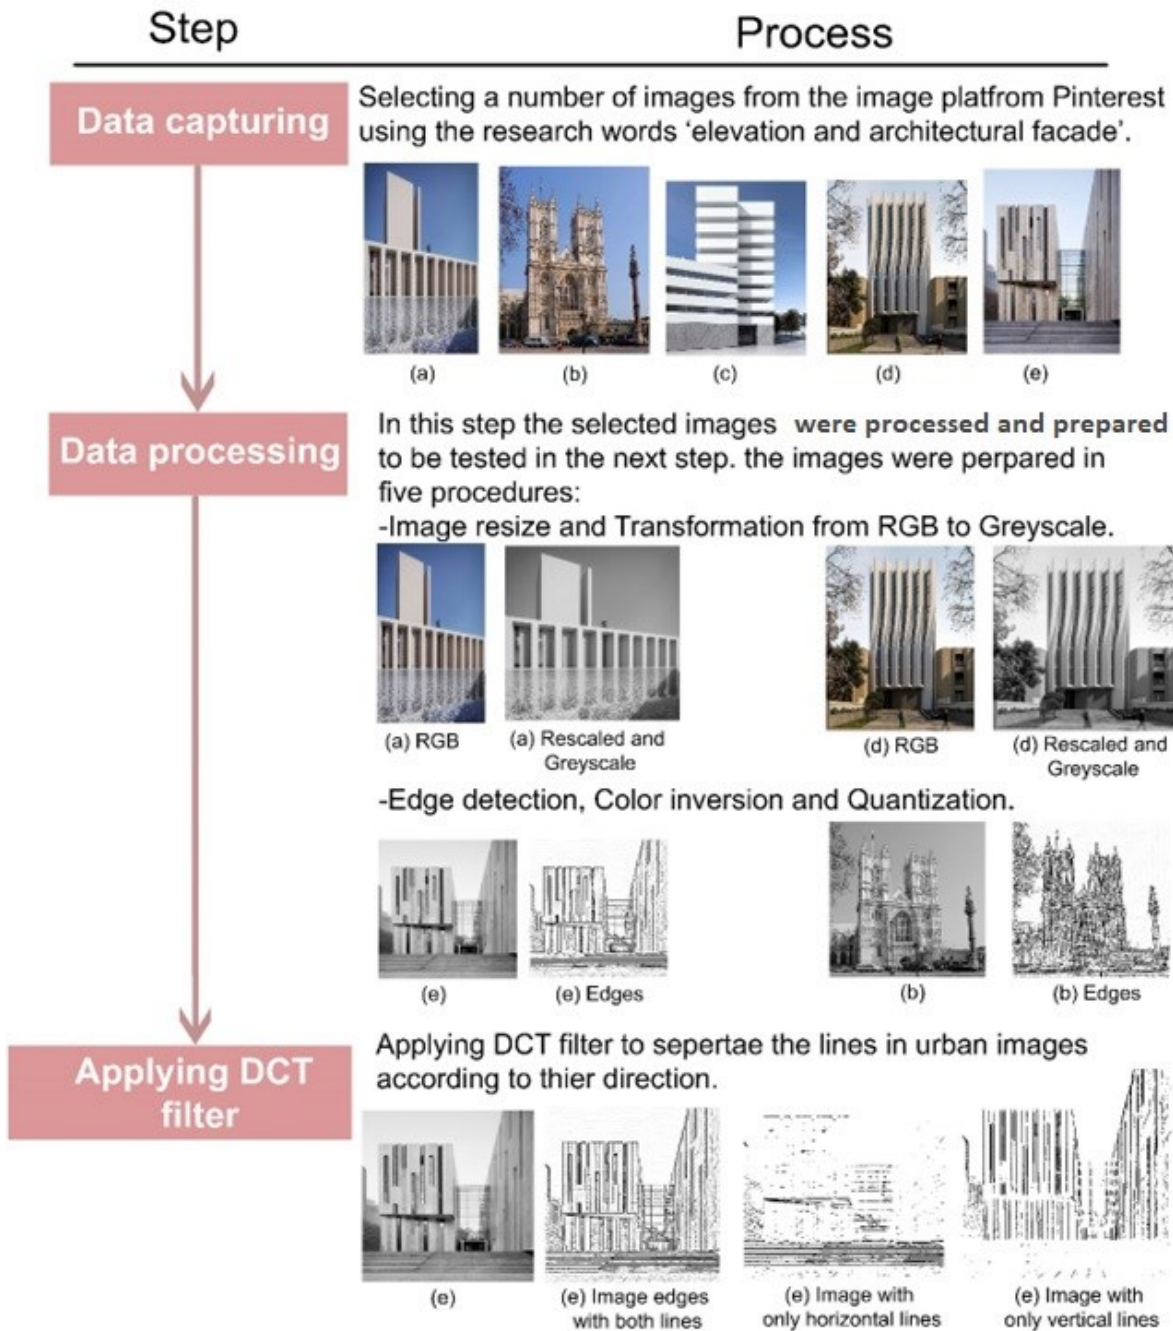 Step
Process
Data capturing
Selecting a number of images from the image platfrom Pinterest
using the research words ‘elevation and architectural facade’.
(a)
(b)
(c)
(d)
(e)
Data processing
In this step the selected images were processed and prepared
to be tested in the next step. the images were perpared in
five procedures:
-Image resize and Transformation from RGB to Greyscale.
(a) RGB
(a) Rescaled and
Greyscale
(d) RGB
(d) Rescaled and
Greyscale
-Edge detection, Color inversion and Quantization.
(e)
(e) Edges
(b)
(b) Edges
Applying DCT
filter
Applying DCT filter to sepertae the lines in urban images
according to thier direction.
(e)
(e) Image edges
with both lines
(e) Image with
only horizontal lines
(e) Image with
only vertical lines